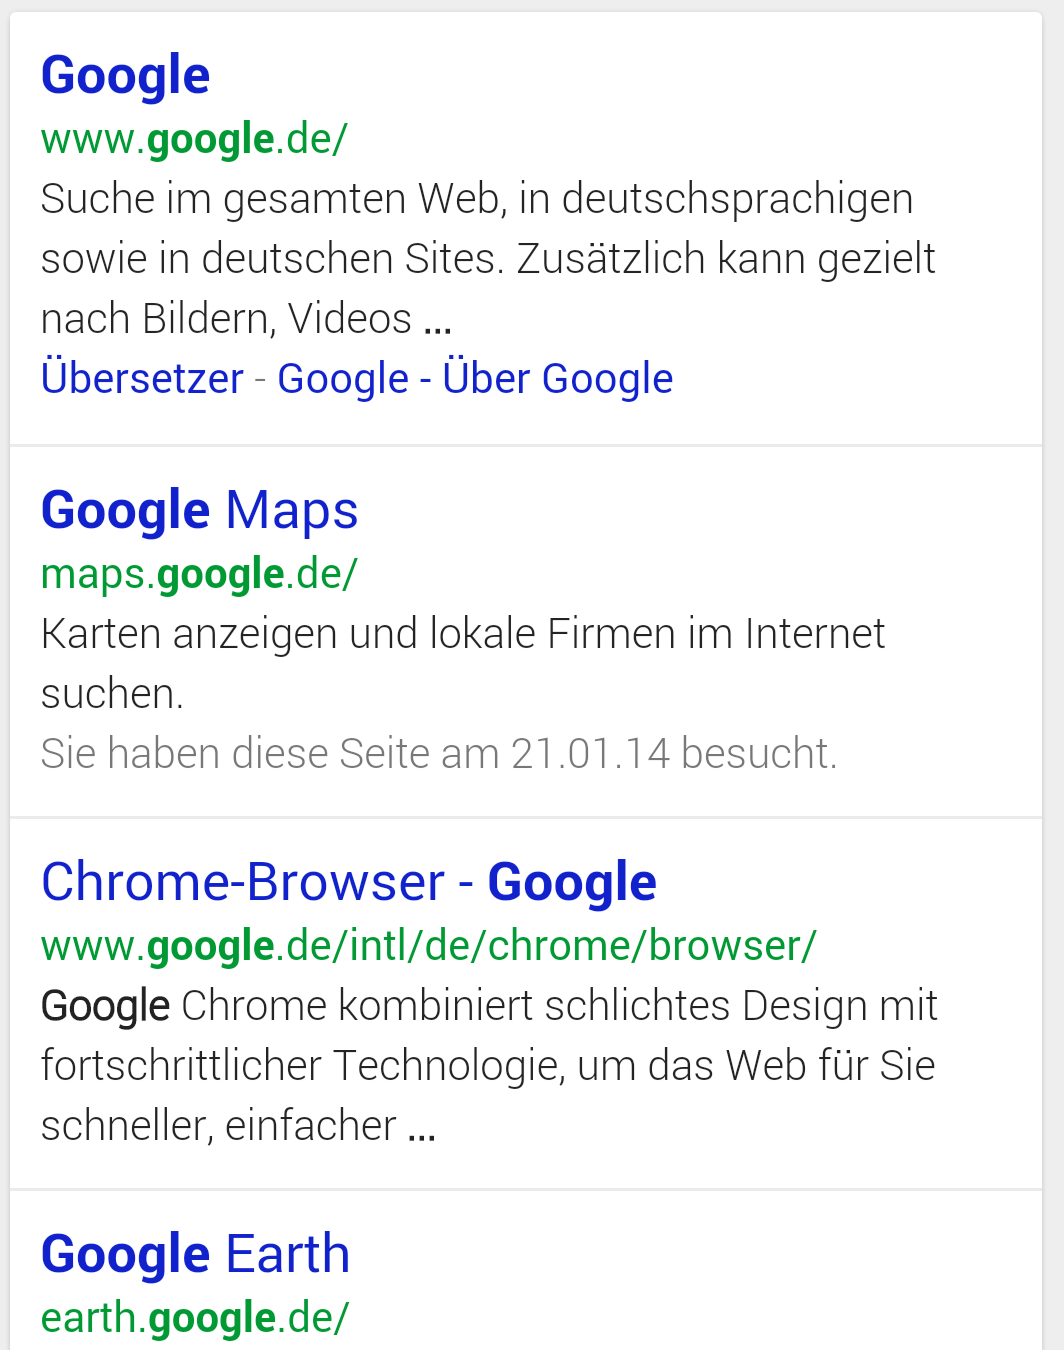 Google
www.google.de/
Suche im gesamten Web, in deutschsprachigen
sowie in deutschen Sites. Zusätzlich kann gezielt
nach Bildern, Videos ...
Übersetzer - Google - Über Google
Google Maps
maps.google.de/
Karten anzeigen und lokale Firmen im Internet
suchen.
Sie haben diese Seite am 21.01.14 besucht.
Chrome-Browser - Google
www.google.de/intl/de/chrome/browser/
Google Chrome kombiniert schlichtes Design mit
fortschrittlicher Technologie, um das Web für Sie
schneller, einfacher ...
Google Earth
earth.google.de/